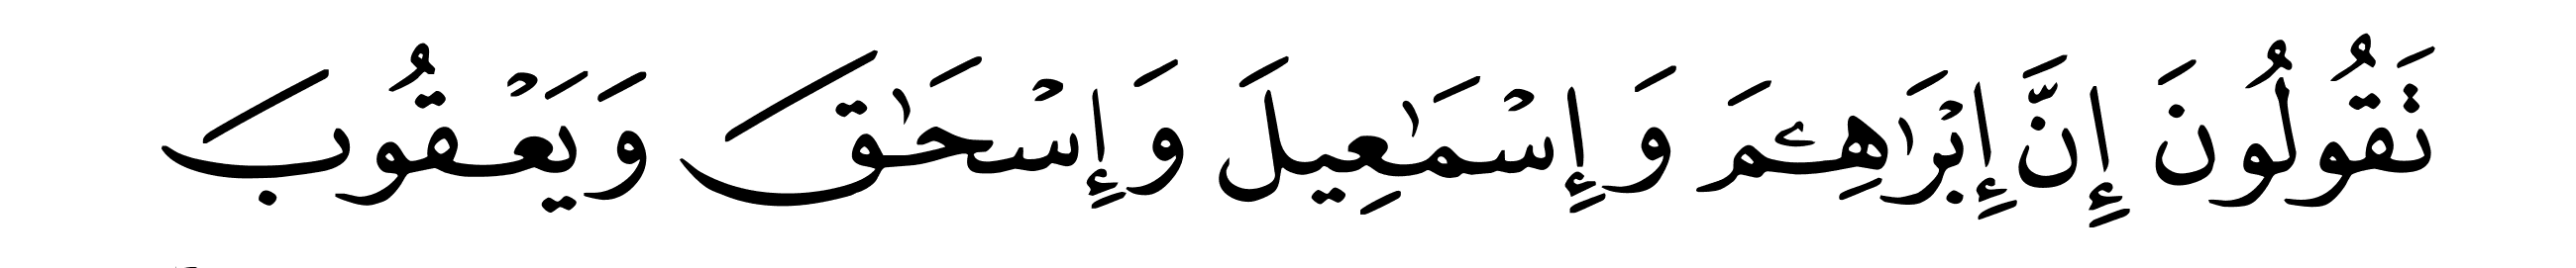 تَقُولُونَ إِنَّ إِبْرَٰهِـۧمَ وَإِسْمَٰعِيلَ وَإِسْحَٰقَ وَيَعْقُوبَ